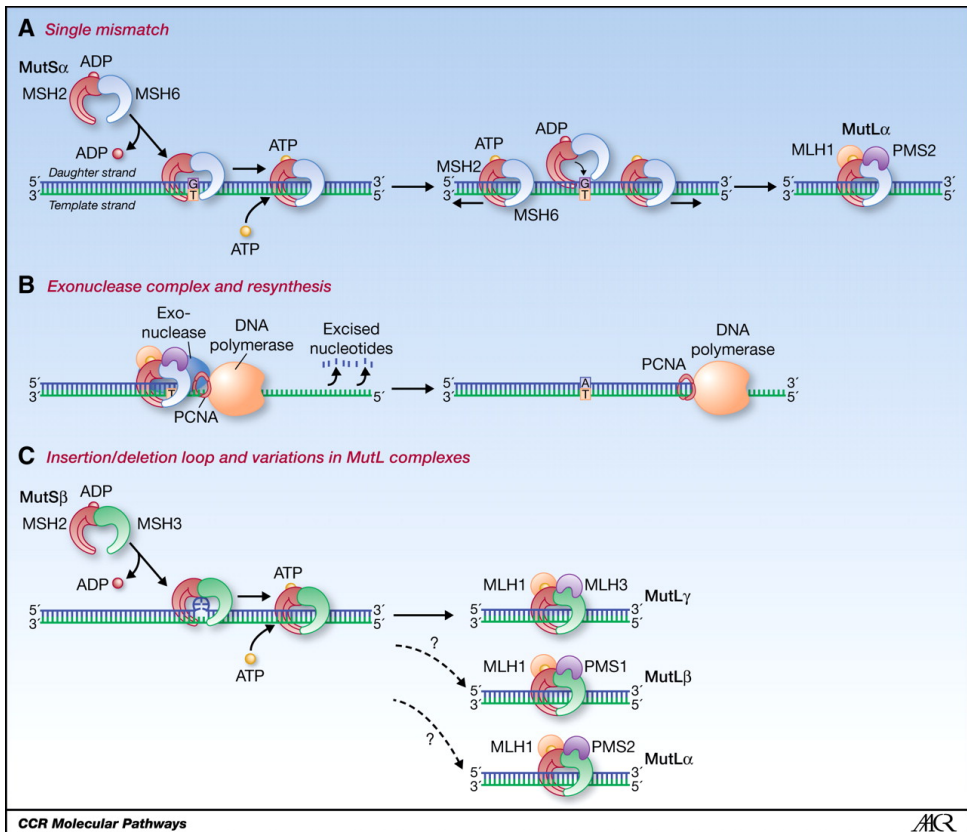 A Single mismatch
MutSα
ADP
MSH2
MSH6
ADP
Daughter strand
5′
3′
G
T
3′
5′
Template strand
ATP
ATP
ATP
MSH2
ADP
5′
3′
G
T
3′
5′
MSH6
MutLα
MLH1
PMS2
5′
3′
3′
5′
B Exonuclease complex and resynthesis
Exo-
nuclease
DNA
polymerase
Excised
nucleotides
5′
3′
T
5′
PCNA
DNA
polymerase
PCNA
5′
3′
A
T
5′
C Insertion/deletion loop and variations in MutL complexes
MutSβ
ADP
MSH2
MSH3
ADP
ATP
5′
3′
3′
5′
ATP
?
?
MLH1
MLH3
MutLγ
5′
3′
3′
5′
MLH1
PMS1
MutLβ
5′
3′
3′
5′
MLH1
PMS2
MutLα
5′
3′
3′
5′
CCR Molecular Pathways
AACR